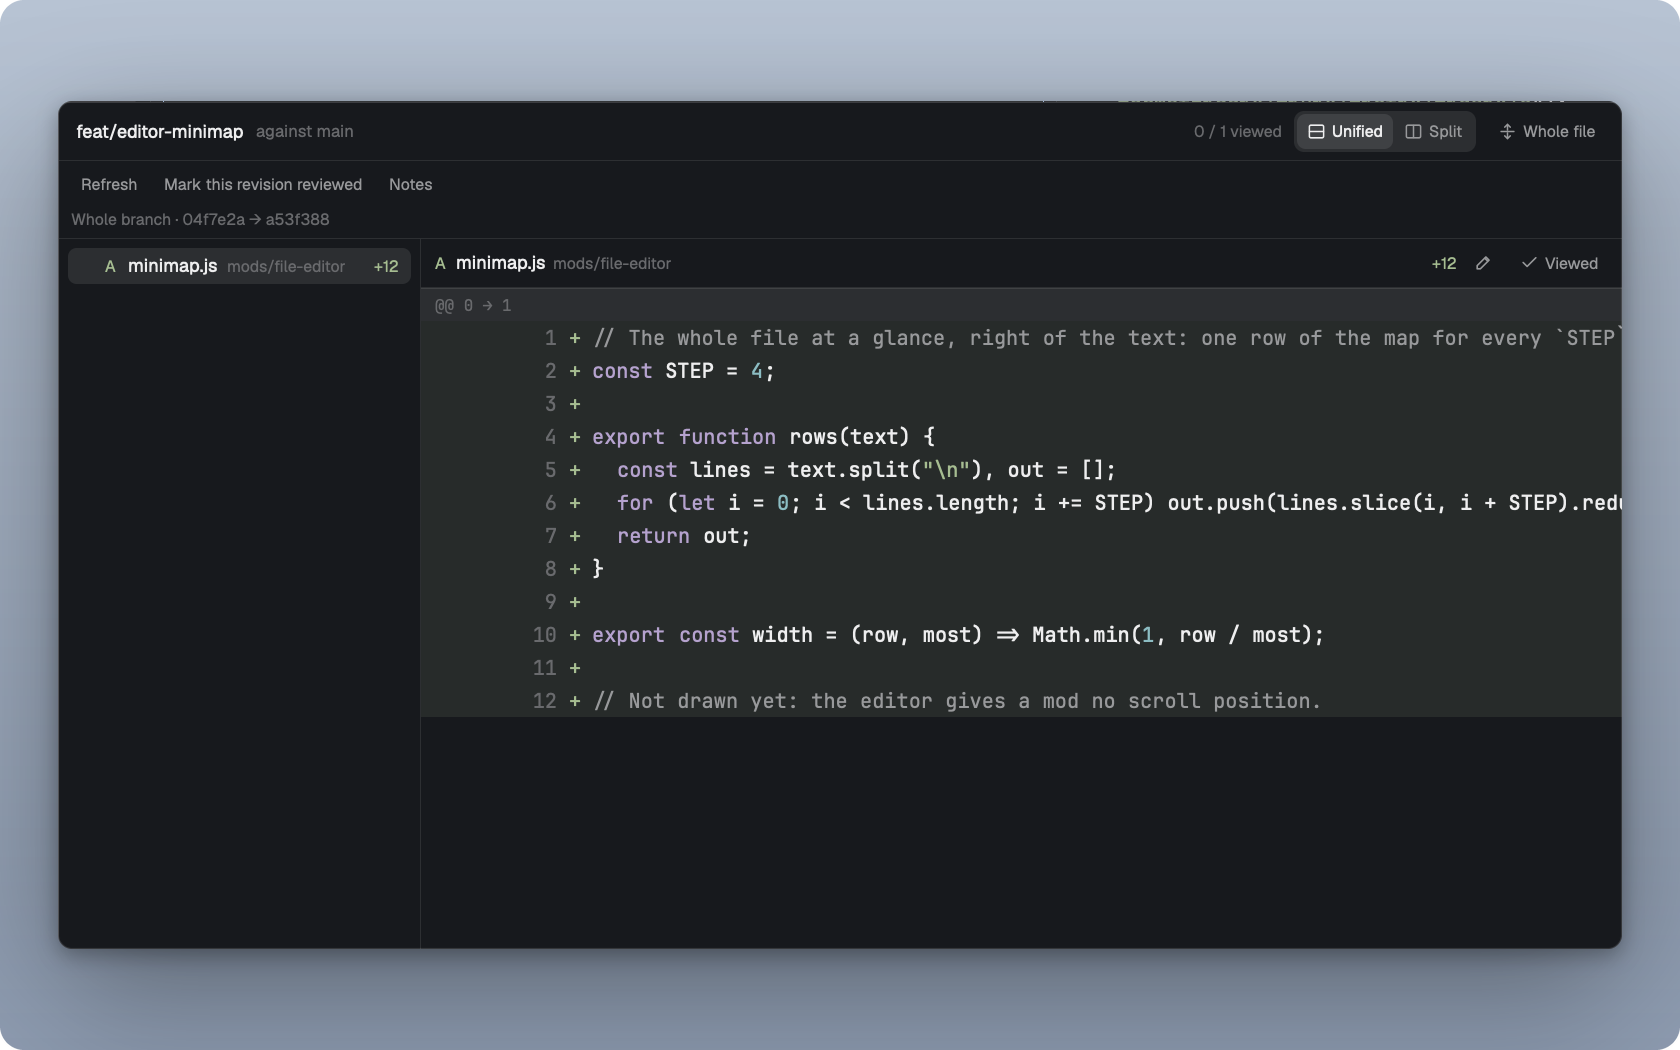 feat/editor-minimap against main 0 / 1 viewed Unified Split Whole file
Refresh Mark this revision reviewed Notes
Whole branch · 04f7e2a → a53f388
A minimap.js mods/file-editor +12
A minimap.js mods/file-editor +12 Viewed
@@ 0 → 1
1 + // The whole file at a glance, right of the text: one row of the map for every `STEP`
2 + const STEP = 4;
3 +
4 + export function rows(text) {
5 + const lines = text.split("\n"), out = [];
6 + for (let i = 0; i < lines.length; i += STEP) out.push(lines.slice(i, i + STEP).redu
7 + return out;
8 + }
9 +
10 + export const width = (row, most) => Math.min(1, row / most);
11 +
12 + // Not drawn yet: the editor gives a mod no scroll position.